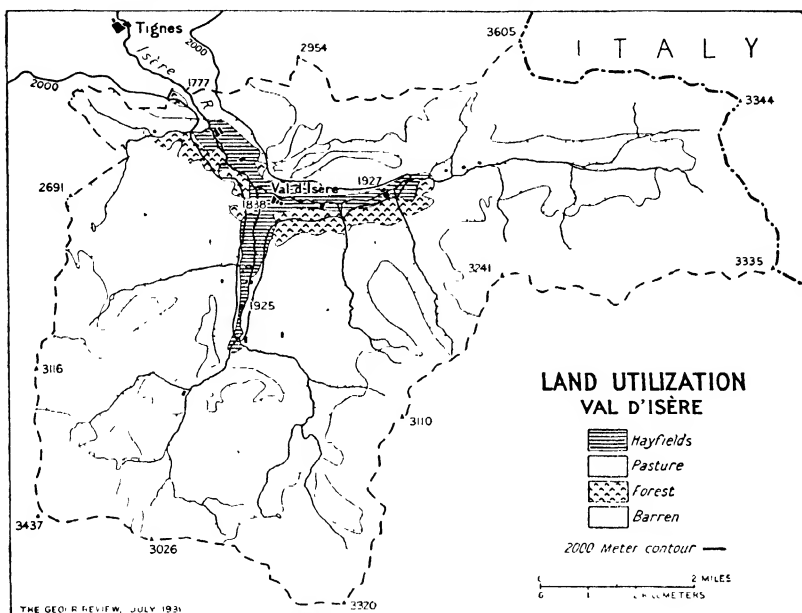 Tignes
2000
3605
ITALY
2954
Isère
R
2000
1777
3344
2691
Val-d'Isère
1927
1838
3241
3335
1925
3116
LAND UTILIZATION
VAL D'ISÈRE
3110
Hayfields
Pasture
Forest
Barren
2000 Meter contour
3437
3026
3320
2 MILES
1
THE REVIEW, JULY 1931